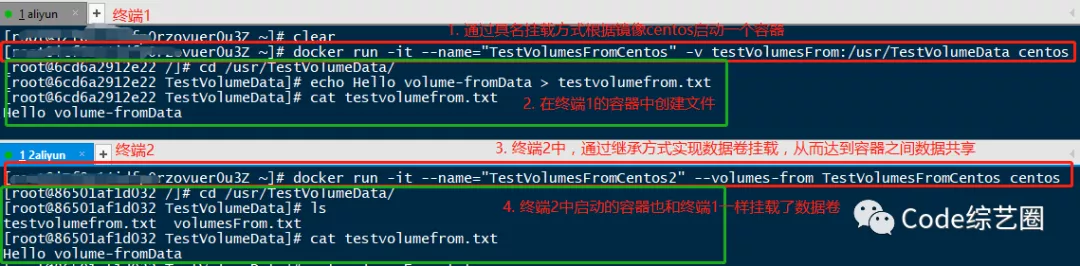 1 aliyun × + 终端1
1. 通过具名挂载方式根据镜像centos启动一个容器
~]# clear
rzovuer0u3Z ~]# docker run -it --name="TestVolumesFromCentos" -v testVolumesFrom:/usr/TestVolumeData centos
[root@6cd6a2912e22 /]# cd /usr/TestVolumeData/
[root@6cd6a2912e22 TestVolumeData]# echo Hello volume-fromData > testvolumefrom.txt
[root@6cd6a2912e22 TestVolumeData]# cat testvolumefrom.txt
2. 在终端1的容器中创建文件
Hello volume-fromData
1 2aliyun × + 终端2
3. 终端2中，通过继承方式实现数据卷挂载，从而达到容器之间数据共享
rzovuer0u3Z ~]# docker run -it --name="TestVolumesFromCentos2" --volumes-from TestVolumesFromCentos centos
[root@86501af1d032 /]# cd /usr/TestVolumeData/
[root@86501af1d032 TestVolumeData]# ls
4. 终端2中启动的容器也和终端1一样挂载了数据卷
testvolumefrom.txt volumesFrom.txt
[root@86501af1d032 TestVolumeData]# cat testvolumefrom.txt
Hello volume-fromData
Code综艺圈